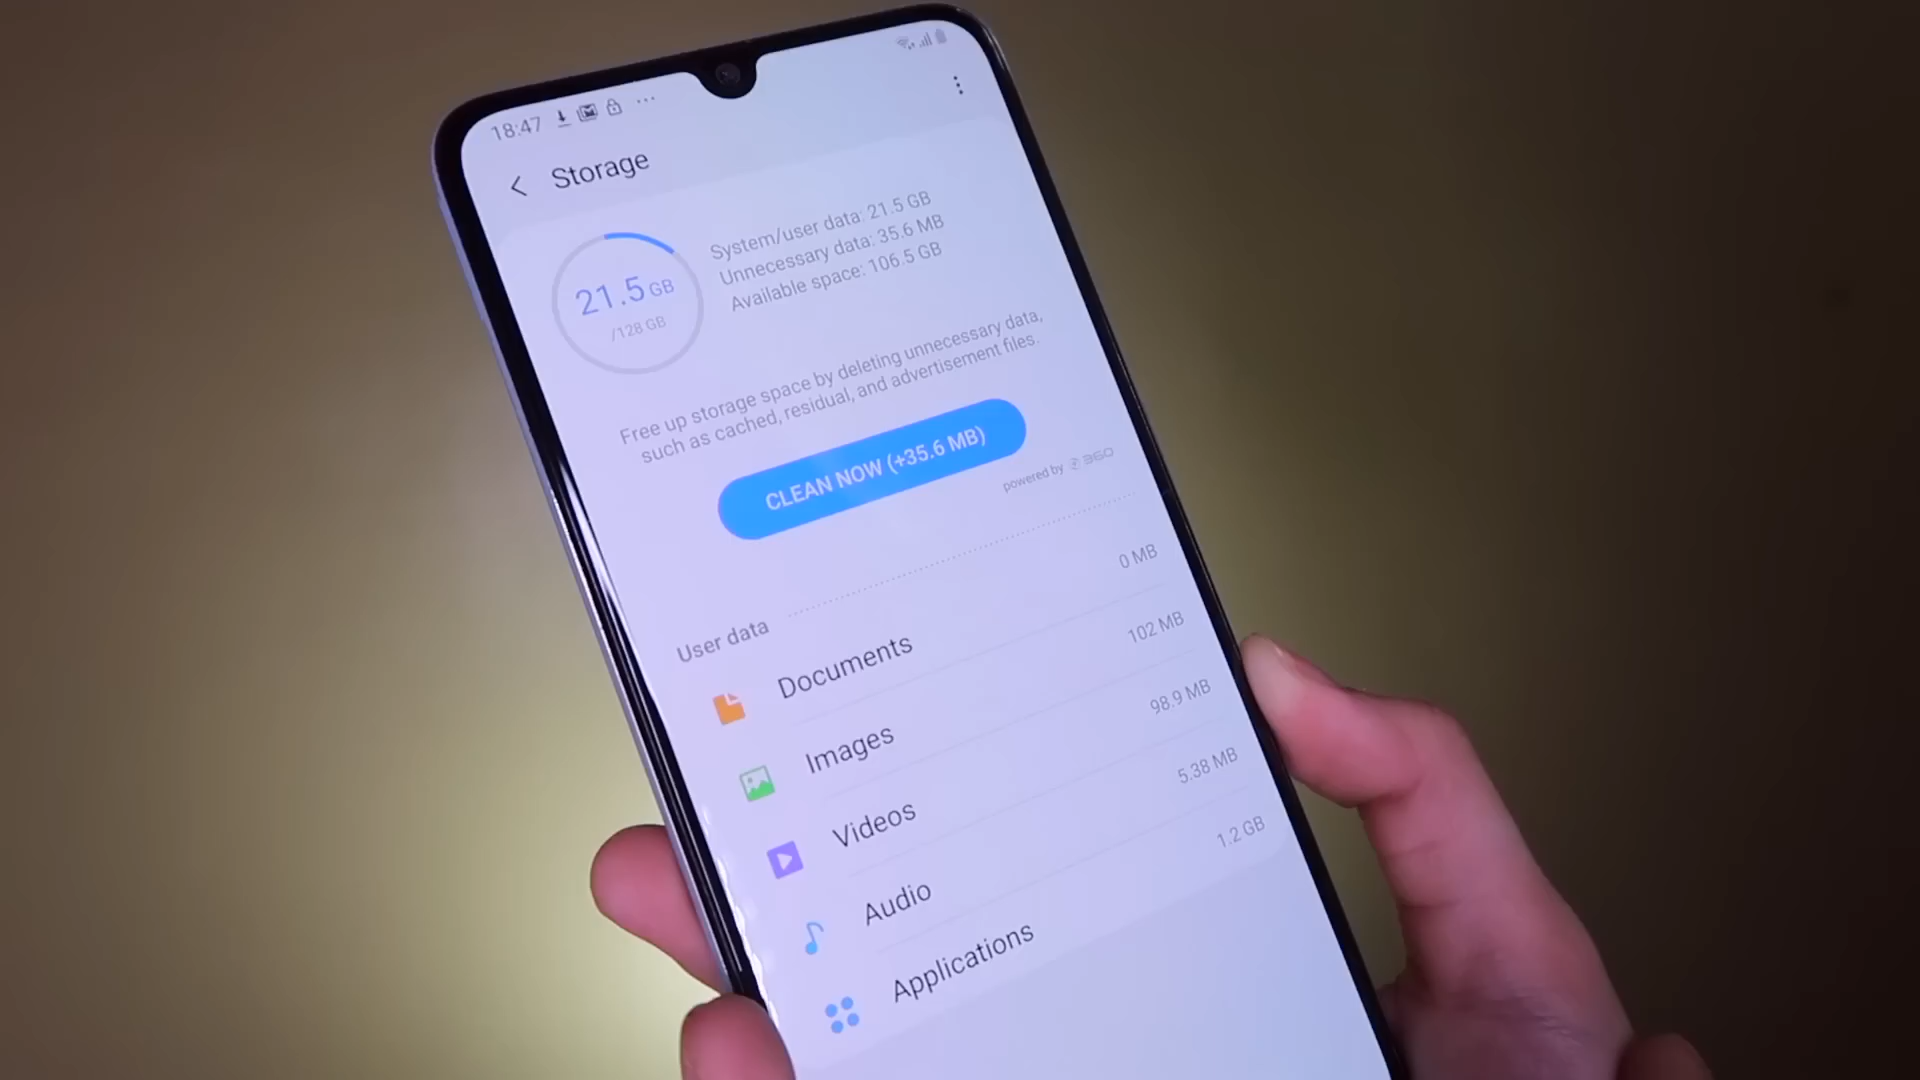 18:47
Storage
21.5 GB
/128 GB
System/user data: 21.5 GB
Unnecessary data: 35.6 MB
Available space: 106.5 GB
Free up storage space by deleting unnecessary data,
such as cached, residual, and advertisement files.
CLEAN NOW (+35.6 MB)
powered by 360
User data
Documents 0 MB
Images 102 MB
Videos 98.9 MB
Audio 5.38 MB
Applications 1.2 GB